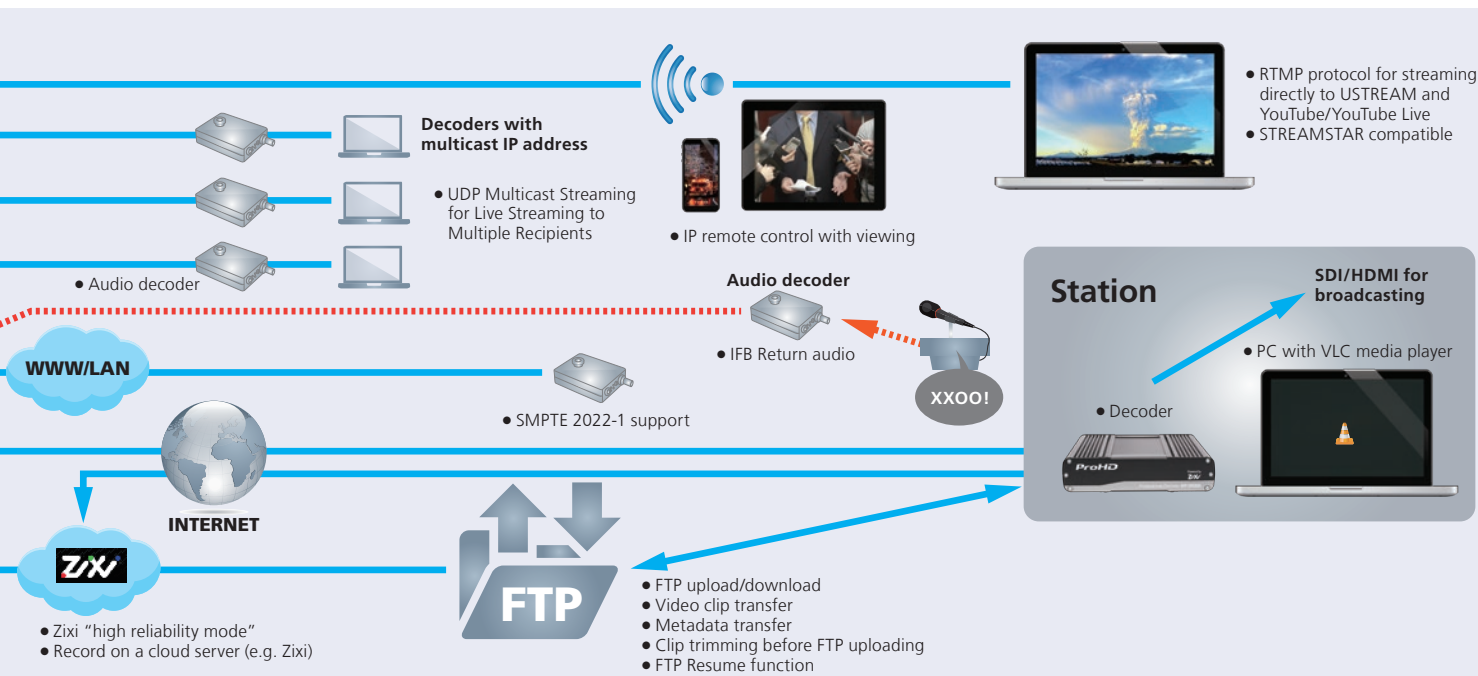 ● RTMP protocol for streaming
directly to USTREAM and
YouTube/YouTube Live
● STREAMSTAR compatible
Decoders with
multicast IP address
● UDP Multicast Streaming
for Live Streaming to
Multiple Recipients
● IP remote control with viewing
● Audio decoder
Audio decoder
● IFB Return audio
XXOO!
WWW/LAN
● SMPTE 2022-1 support
Station
SDI/HDMI for
broadcasting
● PC with VLC media player
● Decoder
ProHD
Zixi
INTERNET
Zixi
● Zixi “high reliability mode”
● Record on a cloud server (e.g. Zixi)
FTP
● FTP upload/download
● Video clip transfer
● Metadata transfer
● Clip trimming before FTP uploading
● FTP Resume function